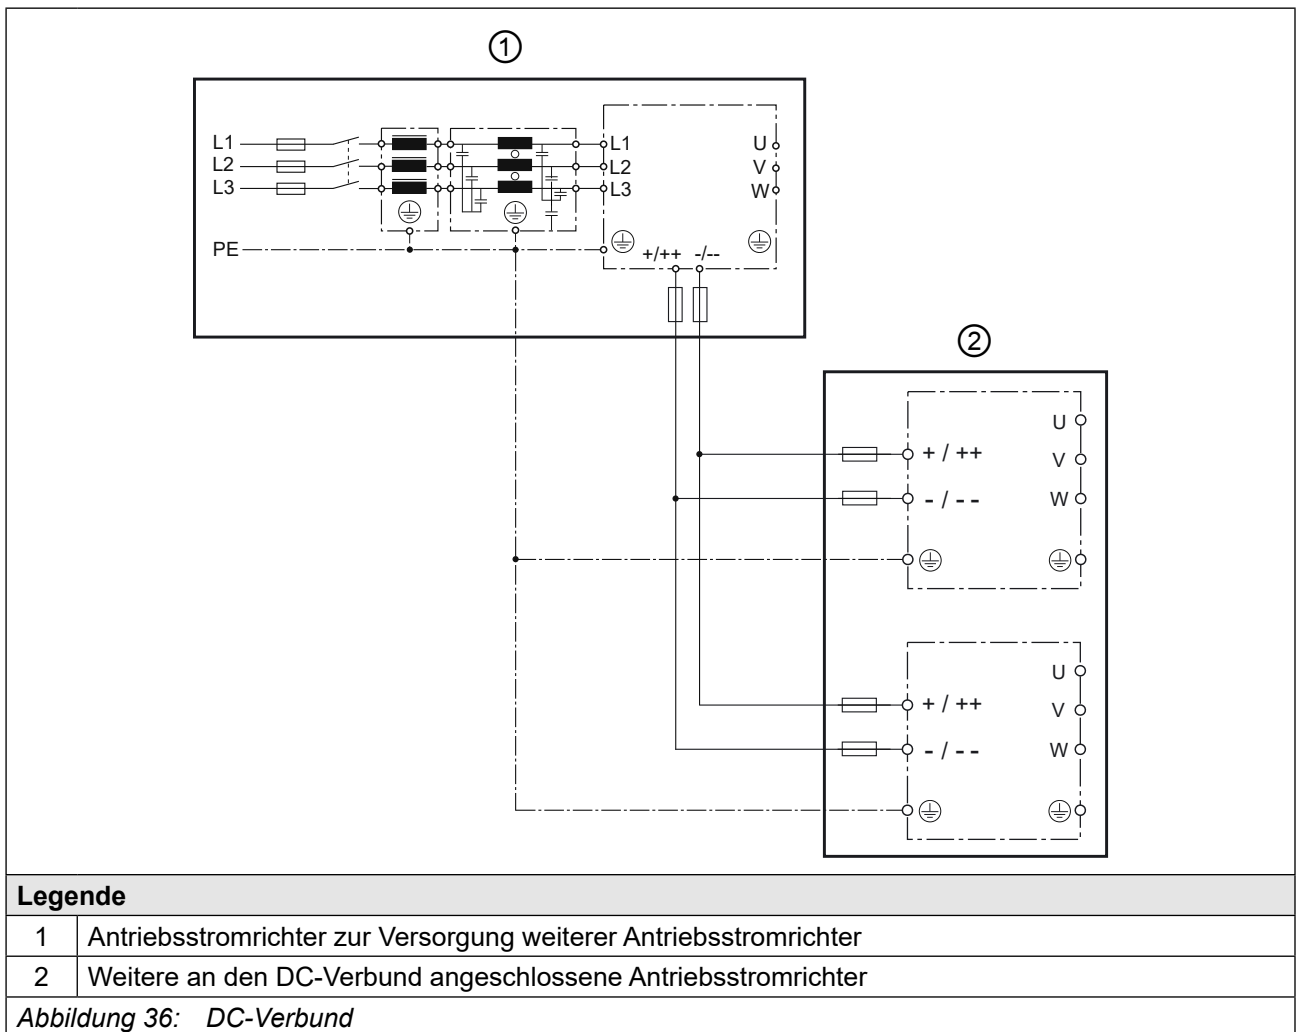 1
L1
L2
L3
PE
L1
L2
L3
U
V
W
+/++ -/--
2
U
+ / ++ V
- / - - W
U
+ / ++ V
- / - - W
Legende
1 Antriebsstromrichter zur Versorgung weiterer Antriebsstromrichter
2 Weitere an den DC-Verbund angeschlossene Antriebsstromrichter
Abbildung 36: DC-Verbund